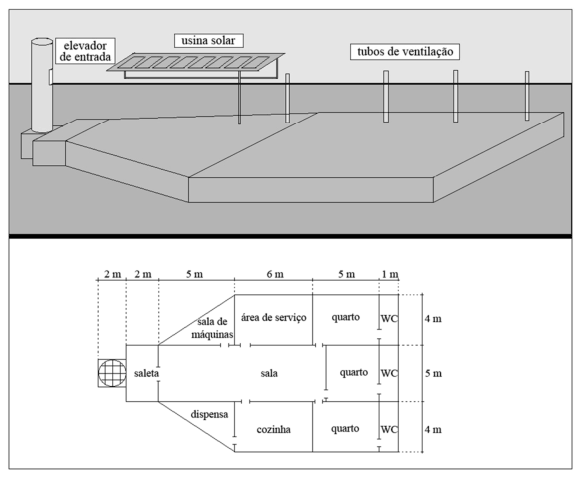 elevador
de entrada
usina solar
tubos de ventilação
2 m
2 m
5 m
6 m
5 m
1 m
sala de
máquinas
área de serviço
quarto
WC
4 m
saleta
sala
quarto
WC
5 m
dispensa
cozinha
quarto
WC
4 m